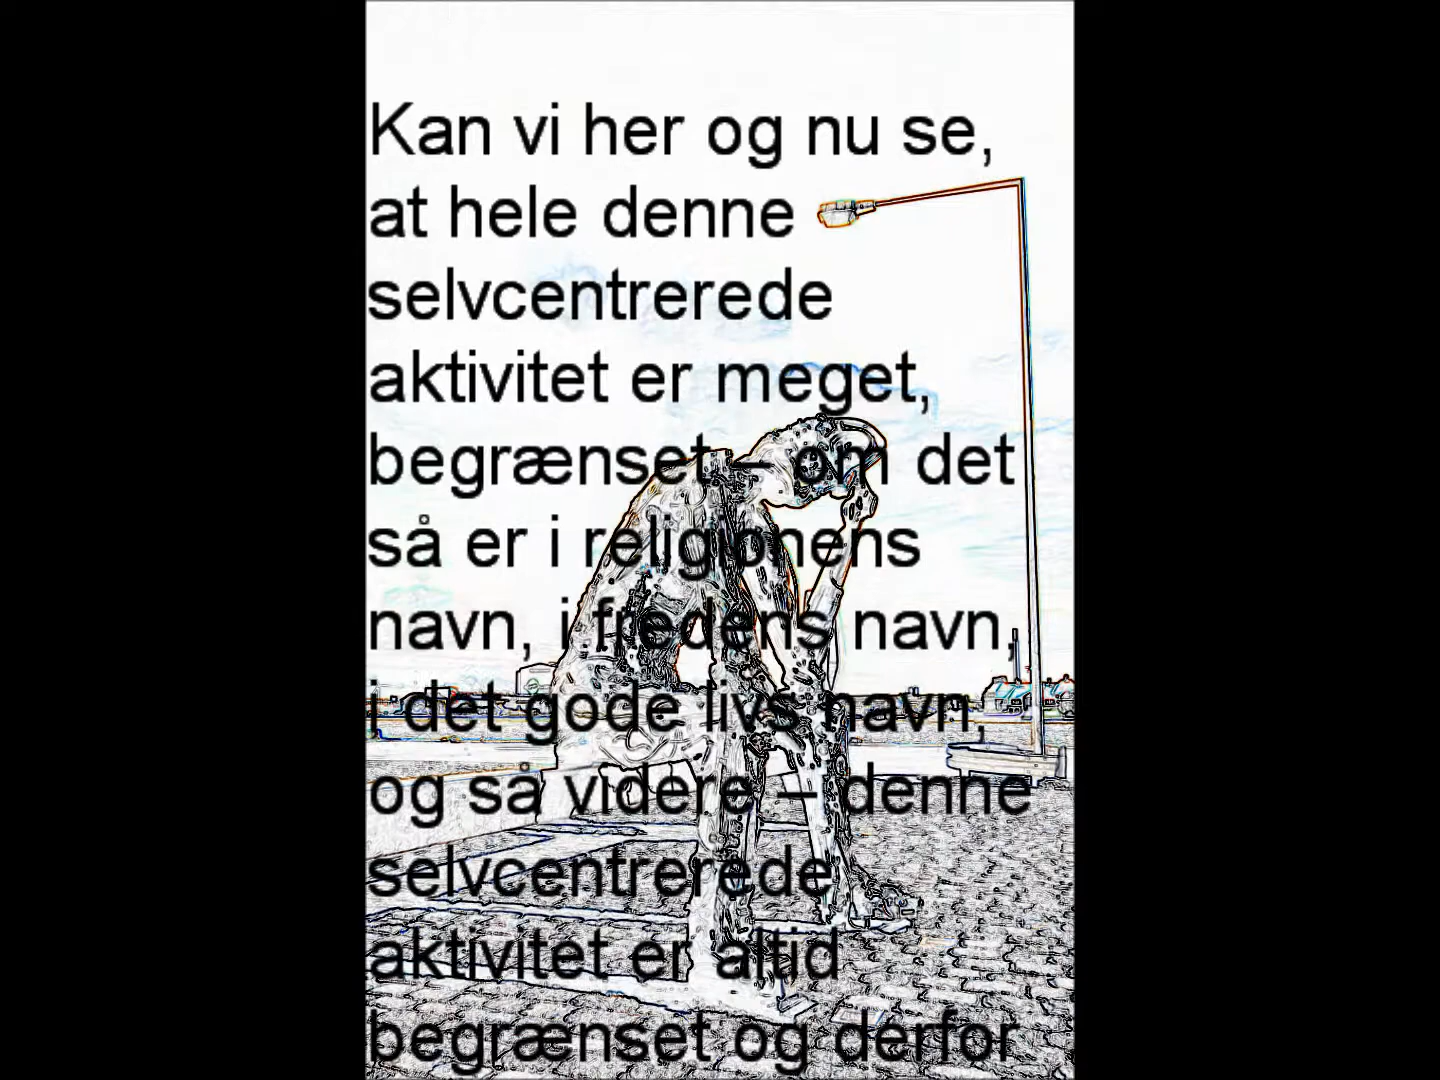 Kan vi her og nu se,
at hele denne
selvcentrerede
aktivitet er meget,
begrænset – om det
så er i religionens
navn, i fredens navn,
i det gode livs navn,
og så videre – denne
selvcentrerede
aktivitet er altid
begrænset og derfor